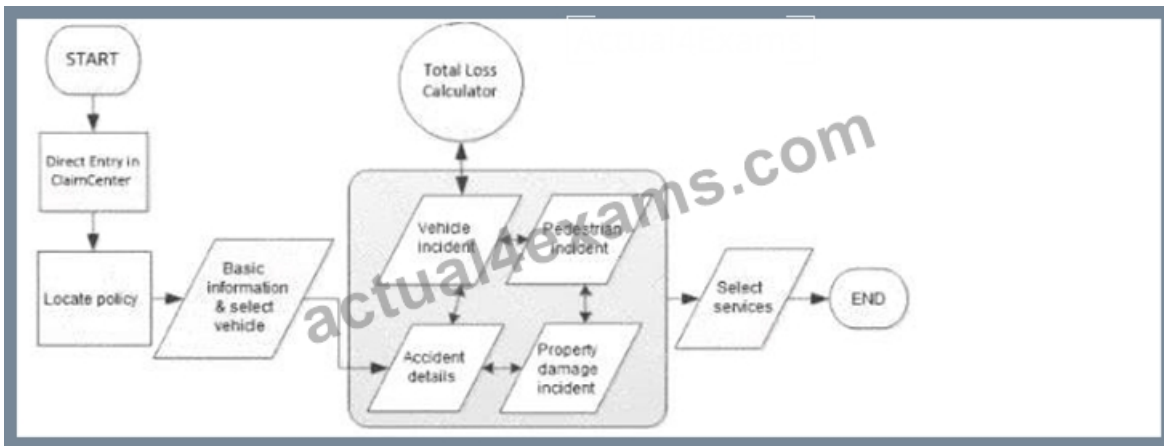 START
Direct Entry in
ClaimCenter
Locate policy
Basic
information
& select
vehicle
Total Loss
Calculator
Vehicle
incident
Pedestrian
incident
Accident
details
Property
damage
incident
Select
services
END
actual4exams.com